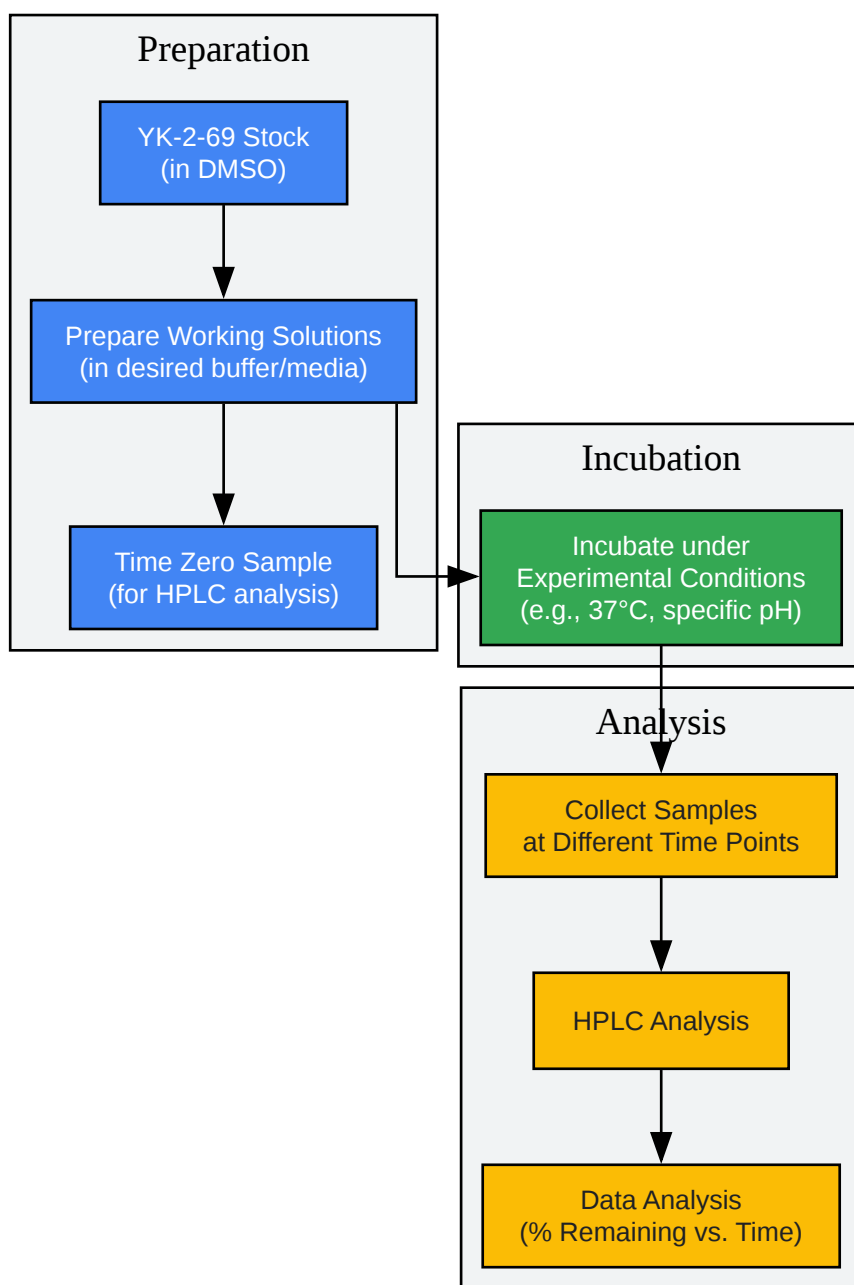 Preparation
YK-2-69 Stock
(in DMSO)
Prepare Working Solutions
(in desired buffer/media)
Time Zero Sample
(for HPLC analysis)
Incubation
Incubate under
Experimental Conditions
(e.g., 37°C, specific pH)
Analysis
Collect Samples
at Different Time Points
HPLC Analysis
Data Analysis
(% Remaining vs. Time)